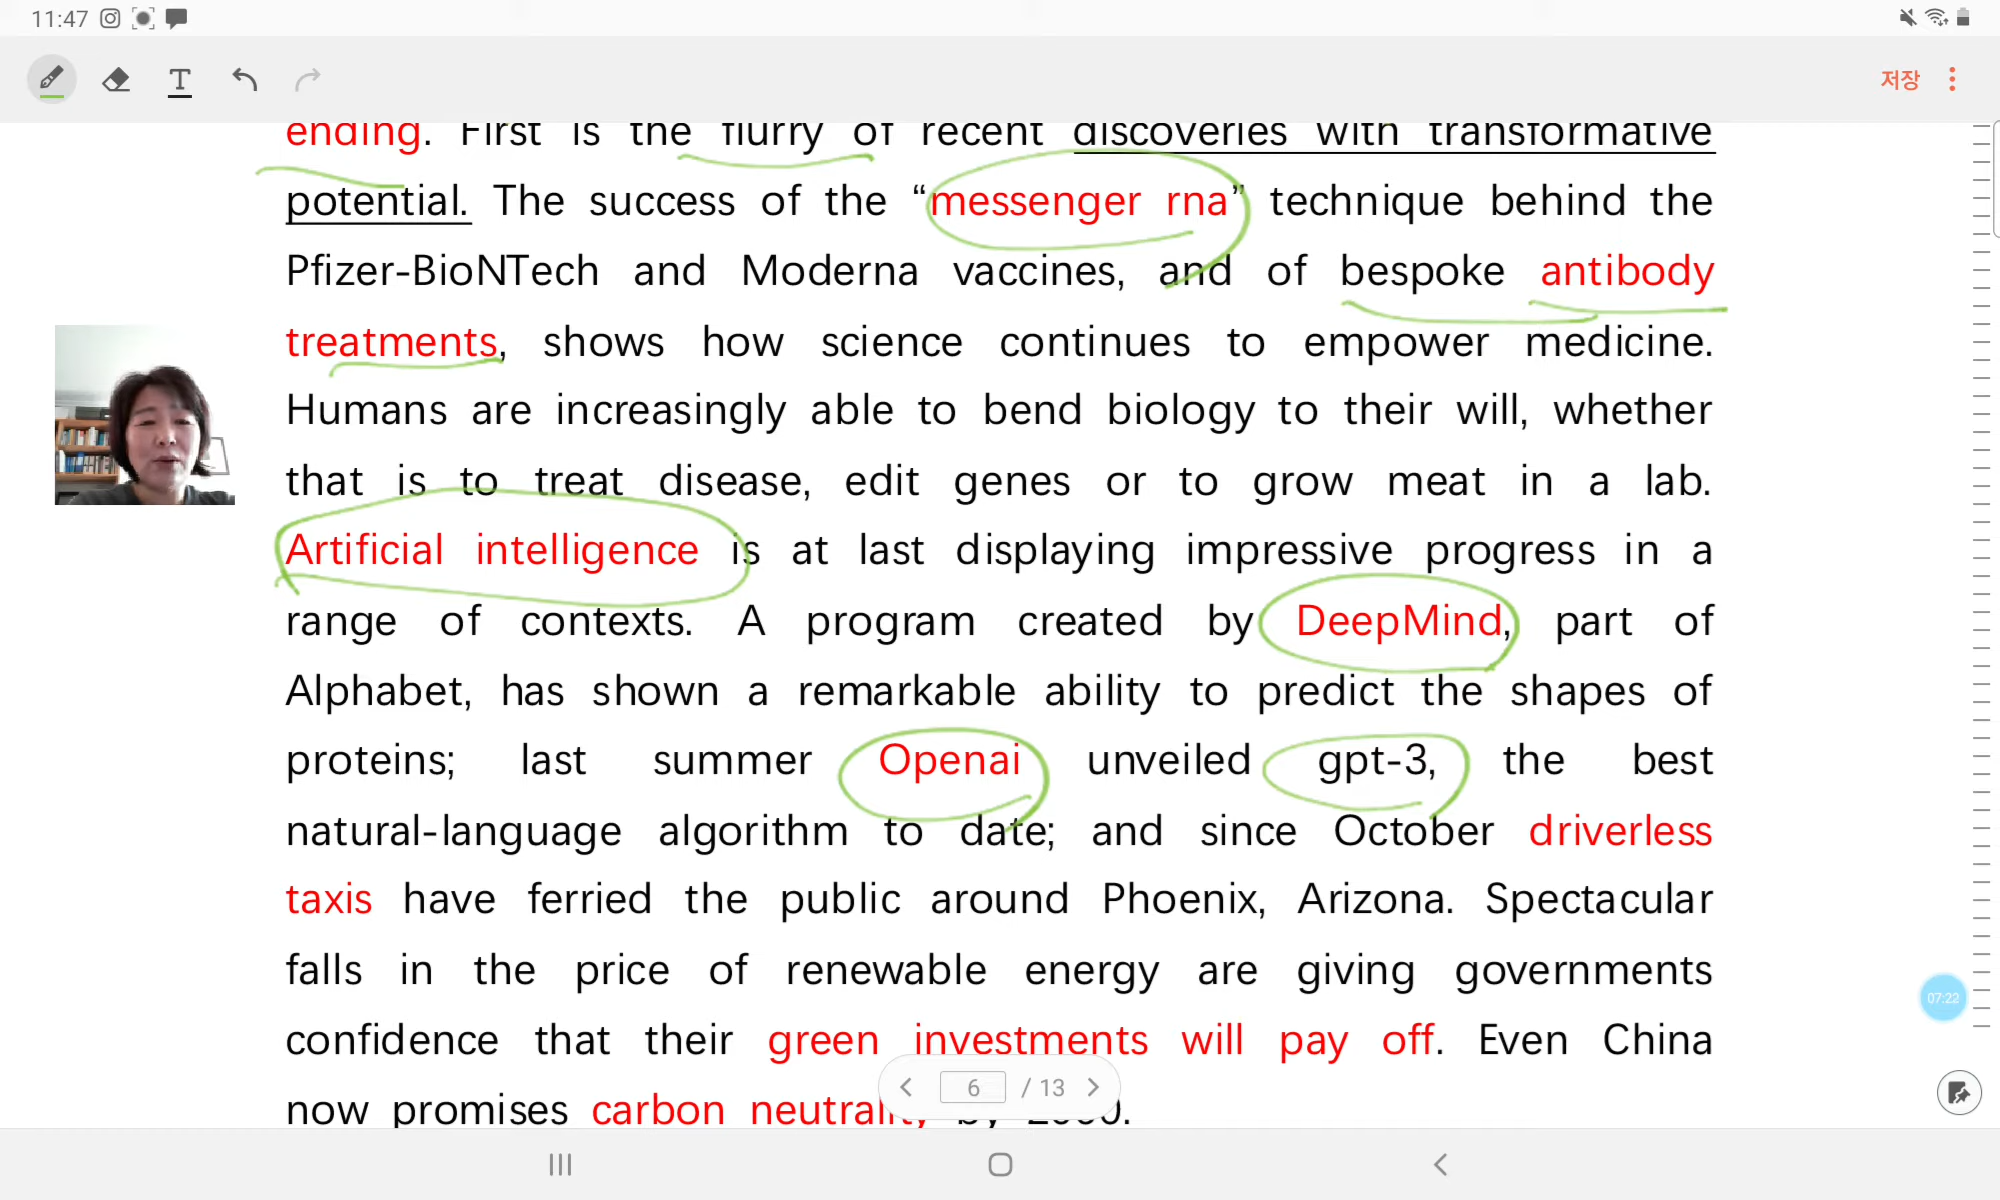 11:47
저장
ending. First is the flurry of recent discoveries with transformative
potential. The success of the “messenger rna” technique behind the
Pfizer-BioNTech and Moderna vaccines, and of bespoke antibody
treatments, shows how science continues to empower medicine.
Humans are increasingly able to bend biology to their will, whether
that is to treat disease, edit genes or to grow meat in a lab.
Artificial intelligence is at last displaying impressive progress in a
range of contexts. A program created by DeepMind, part of
Alphabet, has shown a remarkable ability to predict the shapes of
proteins; last summer Openai unveiled gpt-3, the best
natural-language algorithm to date; and since October driverless
taxis have ferried the public around Phoenix, Arizona. Spectacular
falls in the price of renewable energy are giving governments
confidence that their green investments will pay off. Even China
now promises carbon neutrality by
6 / 13
07:22